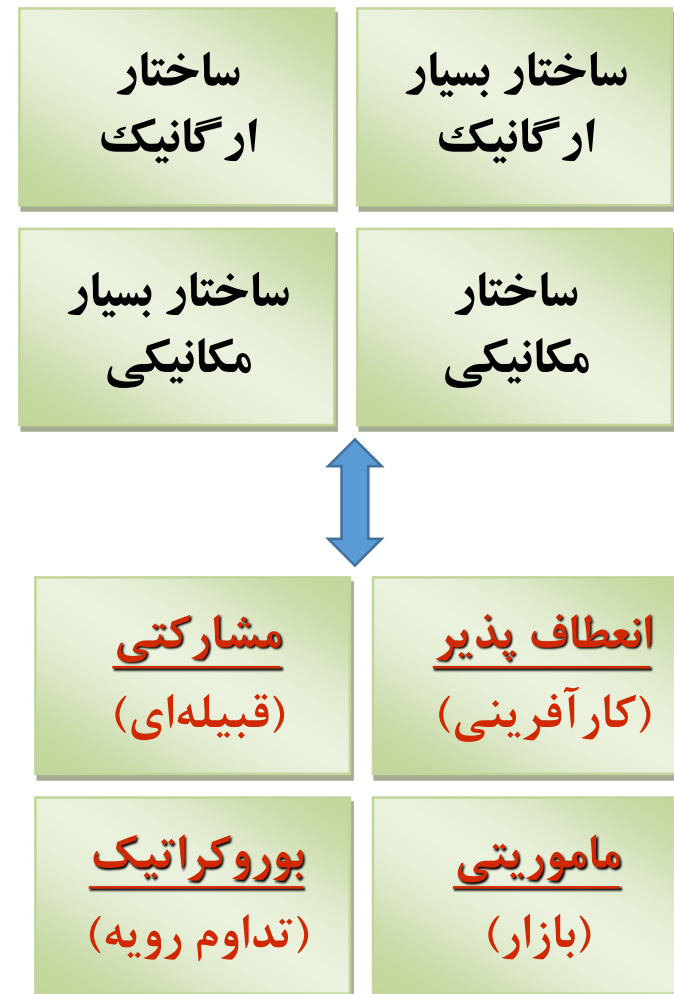 ساختار بسیار
ارگانیک
ساختار
ارگانیک
ساختار
مکانیکی
ساختار بسیار
مکانیکی
انعطاف پذیر
(کارآفرینی)
مشارکتی
(قبیله‌ای)
ماموریتی
(بازار)
بوروکراتیک
(تداوم رویه)